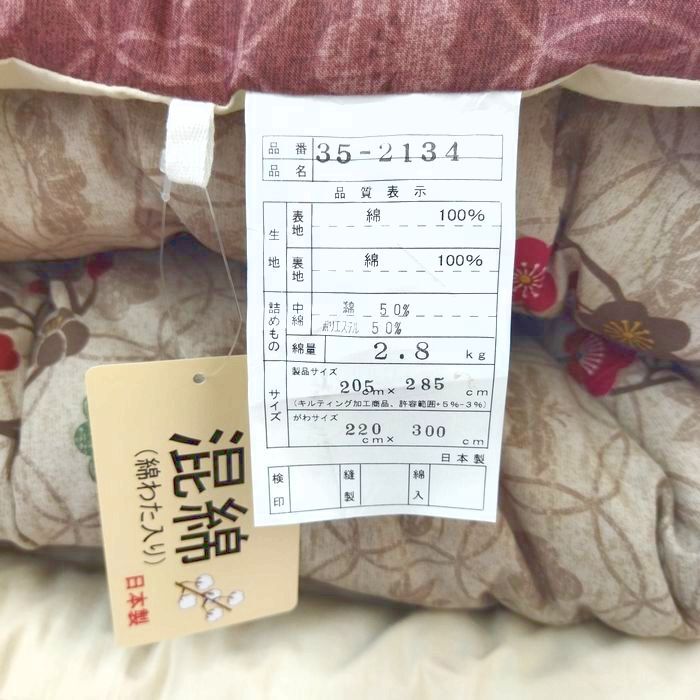 品番 35-2134
品名
品質表示
生地 表地 綿 100%
裏地 綿 100%
詰めもの 中綿 綿 50%
ポリエステル 50%
綿量 2.8 kg
サイズ 製品サイズ
205cm× 285 cm
(キルティング加工商品、許容範囲+5%-3%)
がわサイズ
220cm× 300 cm
日本製
検印 縫製 綿入
混綿
(綿わた入り)
日本製